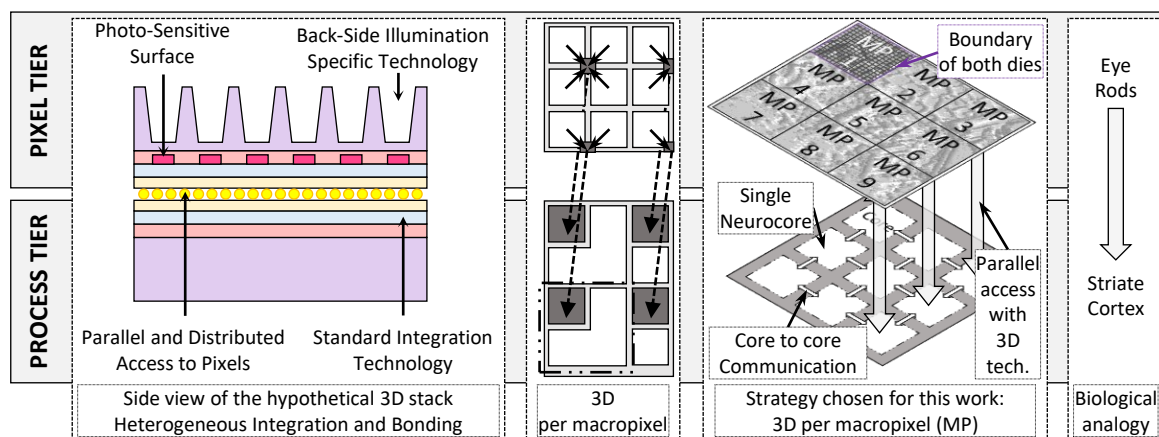 PIXEL TIER
PROCESS TIER
Photo-Sensitive
Surface
Back-Side Illumination
Specific Technology
Parallel and Distributed
Access to Pixels
Standard Integration
Technology
Side view of the hypothetical 3D stack
Heterogeneous Integration and Bonding
3D
per macropixel
MP
1
MP
2
MP
3
MP
4
MP
5
MP
6
MP
7
MP
8
MP
9
Boundary
of both dies
Single
Neurocore
Core
Core to core
Communication
Parallel
access
with
3D
tech.
Strategy chosen for this work:
3D per macropixel (MP)
Eye
Rods
Striate
Cortex
Biological
analogy